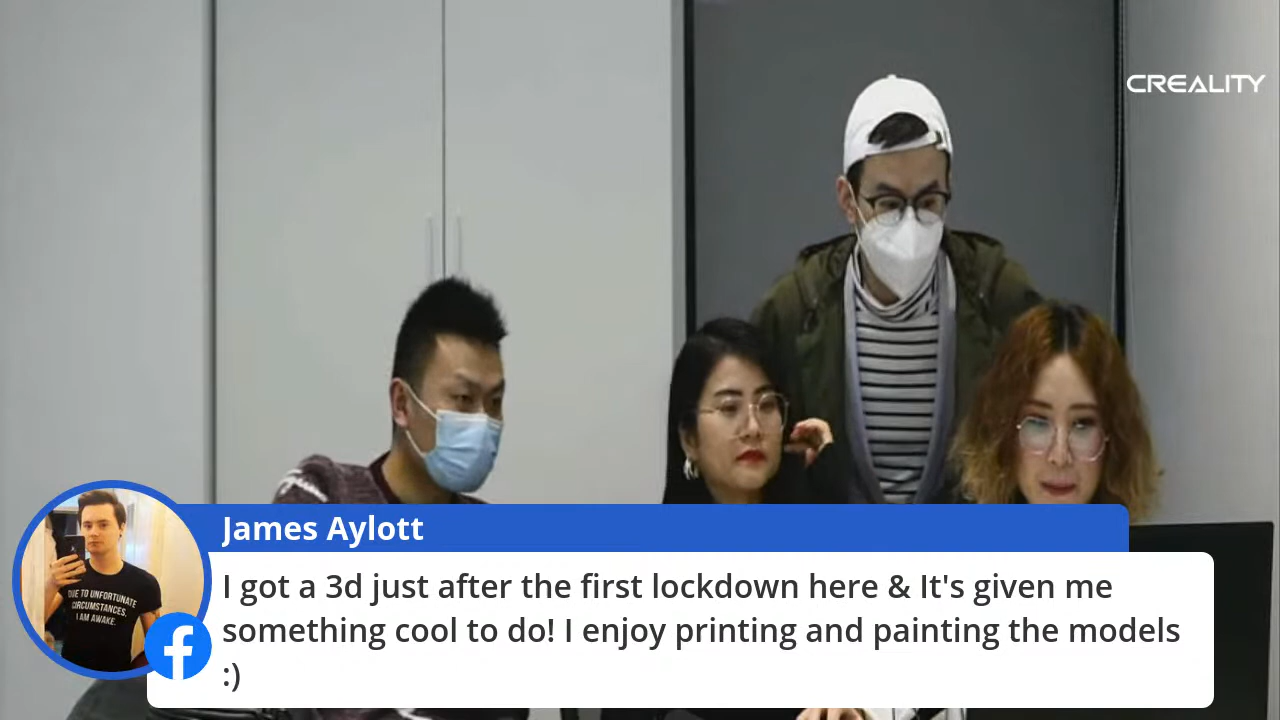 CREALITY
James Aylott
I got a 3d just after the first lockdown here & It's given me
something cool to do! I enjoy printing and painting the models
:)
DUE TO UNFORTUNATE
CIRCUMSTANCES,
I AM AWAKE.